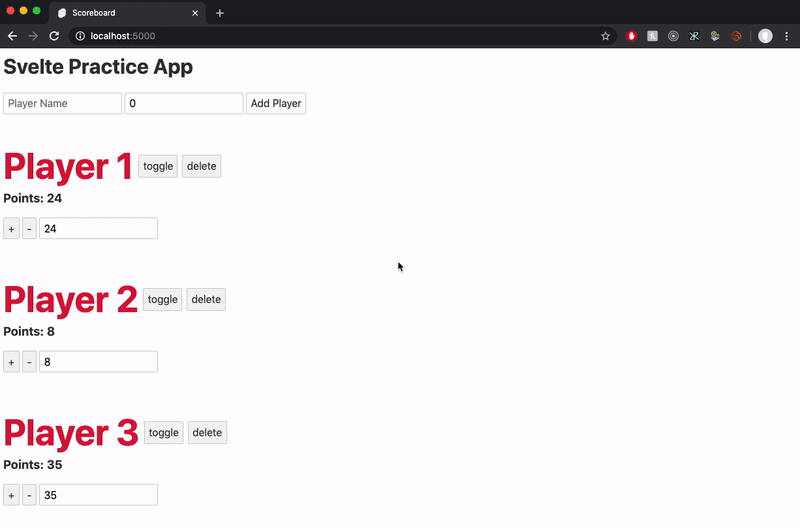 Scoreboard
localhost:5000
Svelte Practice App
Player Name 0 Add Player
Player 1 toggle delete
Points: 24
+ - 24
Player 2 toggle delete
Points: 8
+ - 8
Player 3 toggle delete
Points: 35
+ - 35